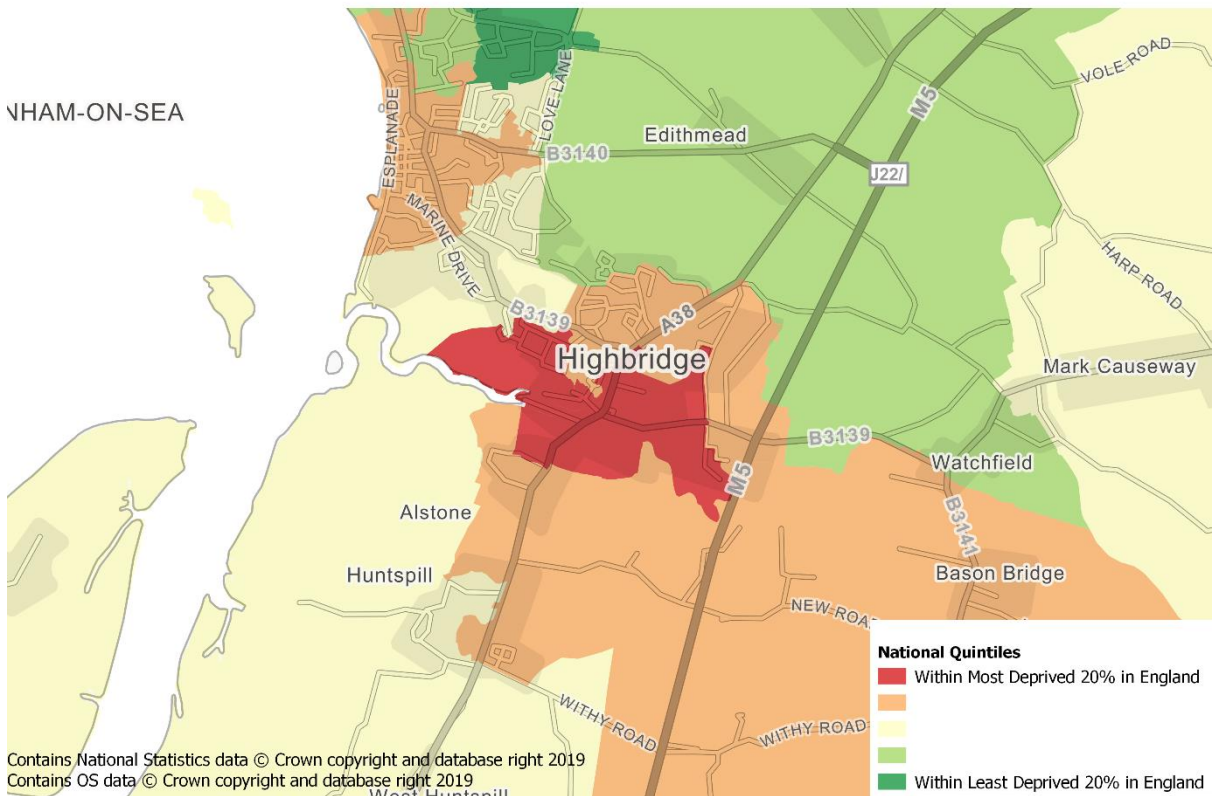 VOLE ROAD
NHAM-ON-SEA
ESPLANADE
LOVE LANE
M5
Edithmead
B3140
J22/
MARINE DRIVE
HARP ROAD
B3139
A38
Highbridge
Mark Causeway
B3139
Watchfield
M5
Alstone
B3141
Huntspill
Bason Bridge
NEW ROA
WITHY ROAD
WITHY ROAD
West Huntspill
National Quintiles
Within Most Deprived 20% in England
Within Least Deprived 20% in England
Contains National Statistics data © Crown copyright and database right 2019
Contains OS data © Crown copyright and database right 2019